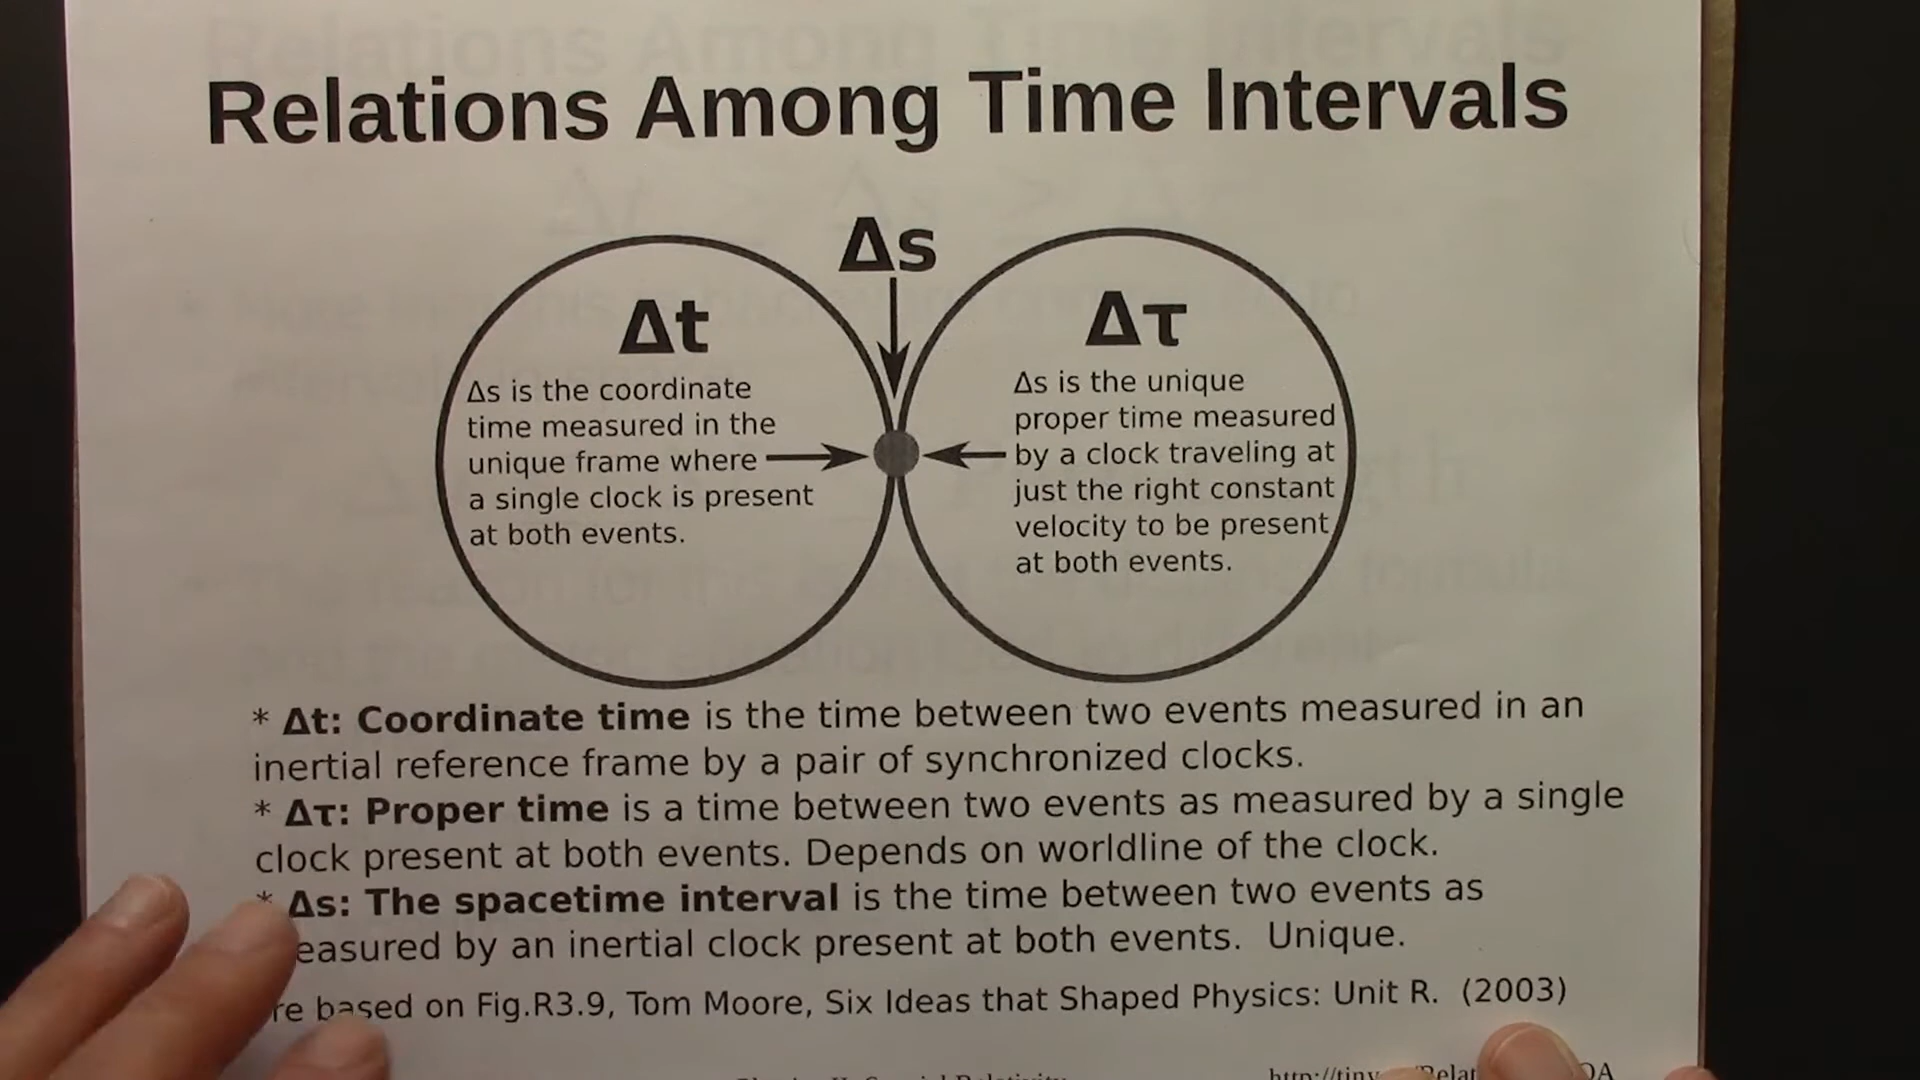 Relations Among Time Intervals
Δs
Δt
Δs is the coordinate
time measured in the
unique frame where
a single clock is present
at both events.
Δτ
Δs is the unique
proper time measured
by a clock traveling at
just the right constant
velocity to be present
at both events.
* Δt: Coordinate time is the time between two events measured in an
inertial reference frame by a pair of synchronized clocks.
* Δτ: Proper time is a time between two events as measured by a single
clock present at both events. Depends on worldline of the clock.
* Δs: The spacetime interval is the time between two events as
easured by an inertial clock present at both events. Unique.
re based on Fig.R3.9, Tom Moore, Six Ideas that Shaped Physics: Unit R. (2003)